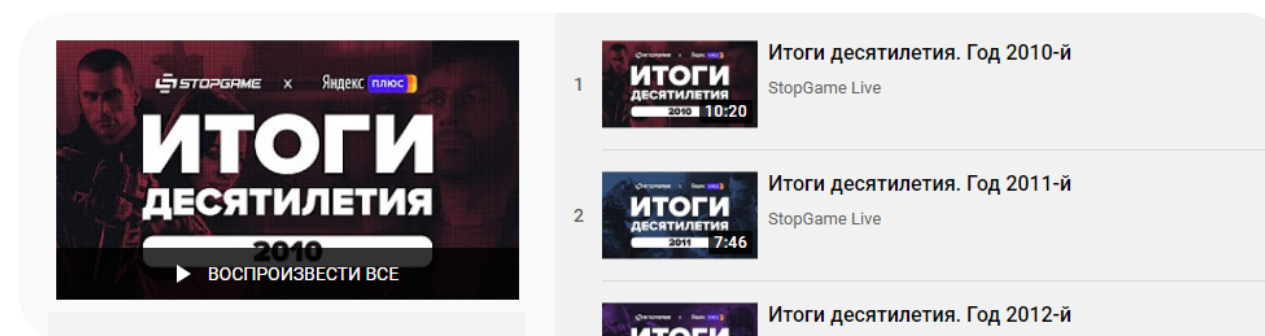 STOPGAME x Яндекс плюс
ИТОГИ
ДЕСЯТИЛЕТИЯ
2010
ВОСПРОИЗВЕСТИ ВСЕ
1
ИТОГИ
ДЕСЯТИЛЕТИЯ
2010
10:20
Итоги десятилетия. Год 2010-й
StopGame Live
2
ИТОГИ
ДЕСЯТИЛЕТИЯ
2011
7:46
Итоги десятилетия. Год 2011-й
StopGame Live
ИТОГИ
Итоги десятилетия. Год 2012-й